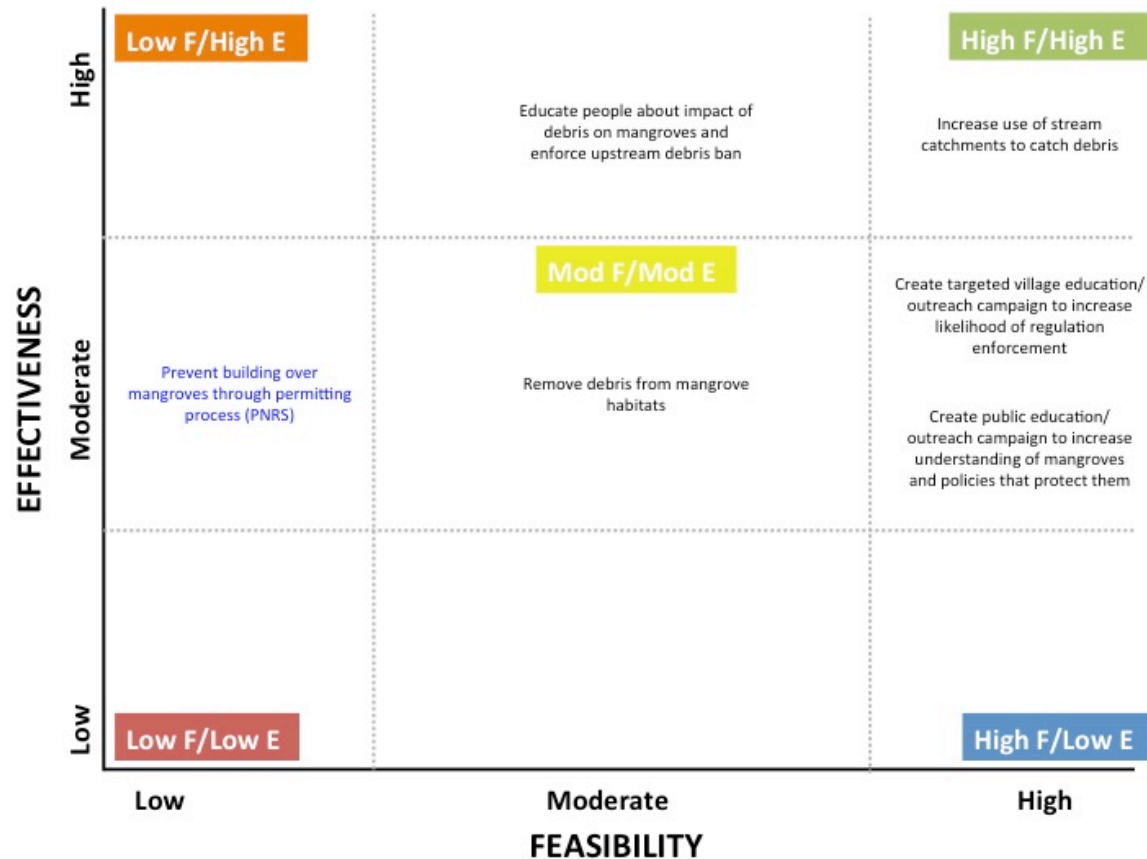 Low F/High E
High F/High E
High
Educate people about impact of
debris on mangroves and
enforce upstream debris ban
Increase use of stream
catchments to catch debris
EFFECTIVENESS
Moderate
Mod F/Mod E
Prevent building over
mangroves through permitting
process (PNRS)
Remove debris from mangrove
habitats
Create targeted village education/
outreach campaign to increase
likelihood of regulation
enforcement
Create public education/
outreach campaign to increase
understanding of mangroves
and policies that protect them
Low
Low F/Low E
High F/Low E
Low
Moderate
High
FEASIBILITY